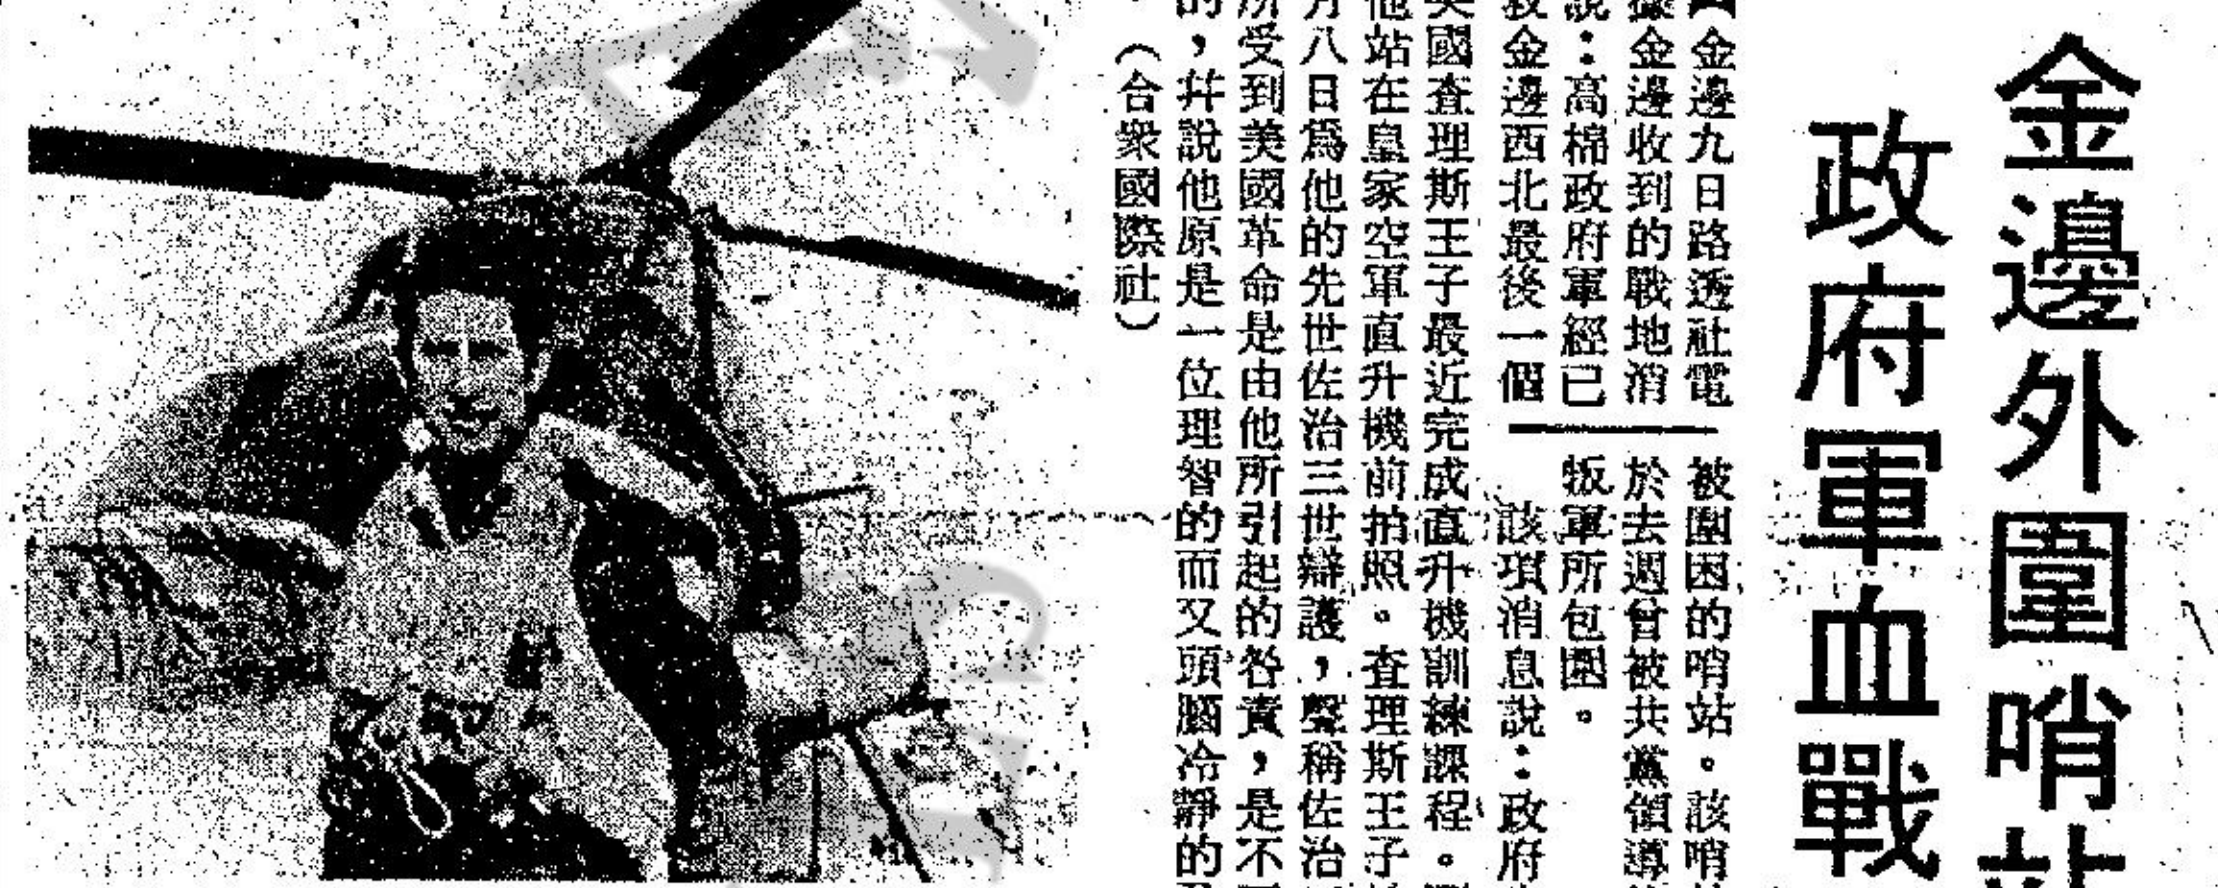 金邊外圍哨站
政府軍血戰
金邊九日路透社電
據金邊收到的戰地消
說：高棉政府軍經已
救金邊西北最後一個
被圍困的哨站。該哨
於去週曾被共黨領導
叛軍所包圍。
該項消息說：政府
英國查理斯王子最近完成直升機訓練課程。
他站在皇家空軍直升機前拍照。查理斯王子
月八日爲他的先世佐治三世辯護，聲稱佐治
所受到美國革命是由他所引起的咎責，是不
的，幷說他原是一位理智的而又頭腦冷靜的
（合衆國際社）